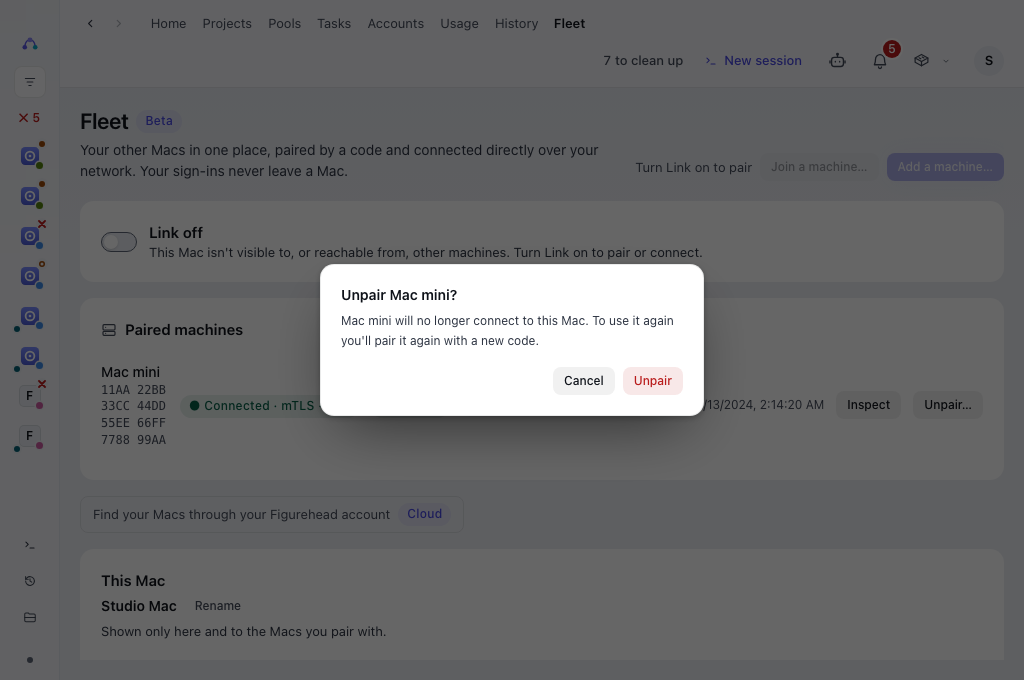 Home Projects Pools Tasks Accounts Usage History Fleet
7 to clean up New session 5 S
5
Fleet Beta
Your other Macs in one place, paired by a code and connected directly over your
network. Your sign-ins never leave a Mac.
Turn Link on to pair Join a machine... Add a machine...
Link off
This Mac isn't visible to, or reachable from, other machines. Turn Link on to pair or connect.
Unpair Mac mini?
Mac mini will no longer connect to this Mac. To use it again
you'll pair it again with a new code.
Cancel Unpair
Paired machines
Mac mini
11AA 22BB
33CC 44DD
55EE 66FF
7788 99AA
Connected · mTLS
/13/2024, 2:14:20 AM Inspect Unpair...
F
F
Find your Macs through your Figurehead account Cloud
This Mac
Studio Mac Rename
Shown only here and to the Macs you pair with.